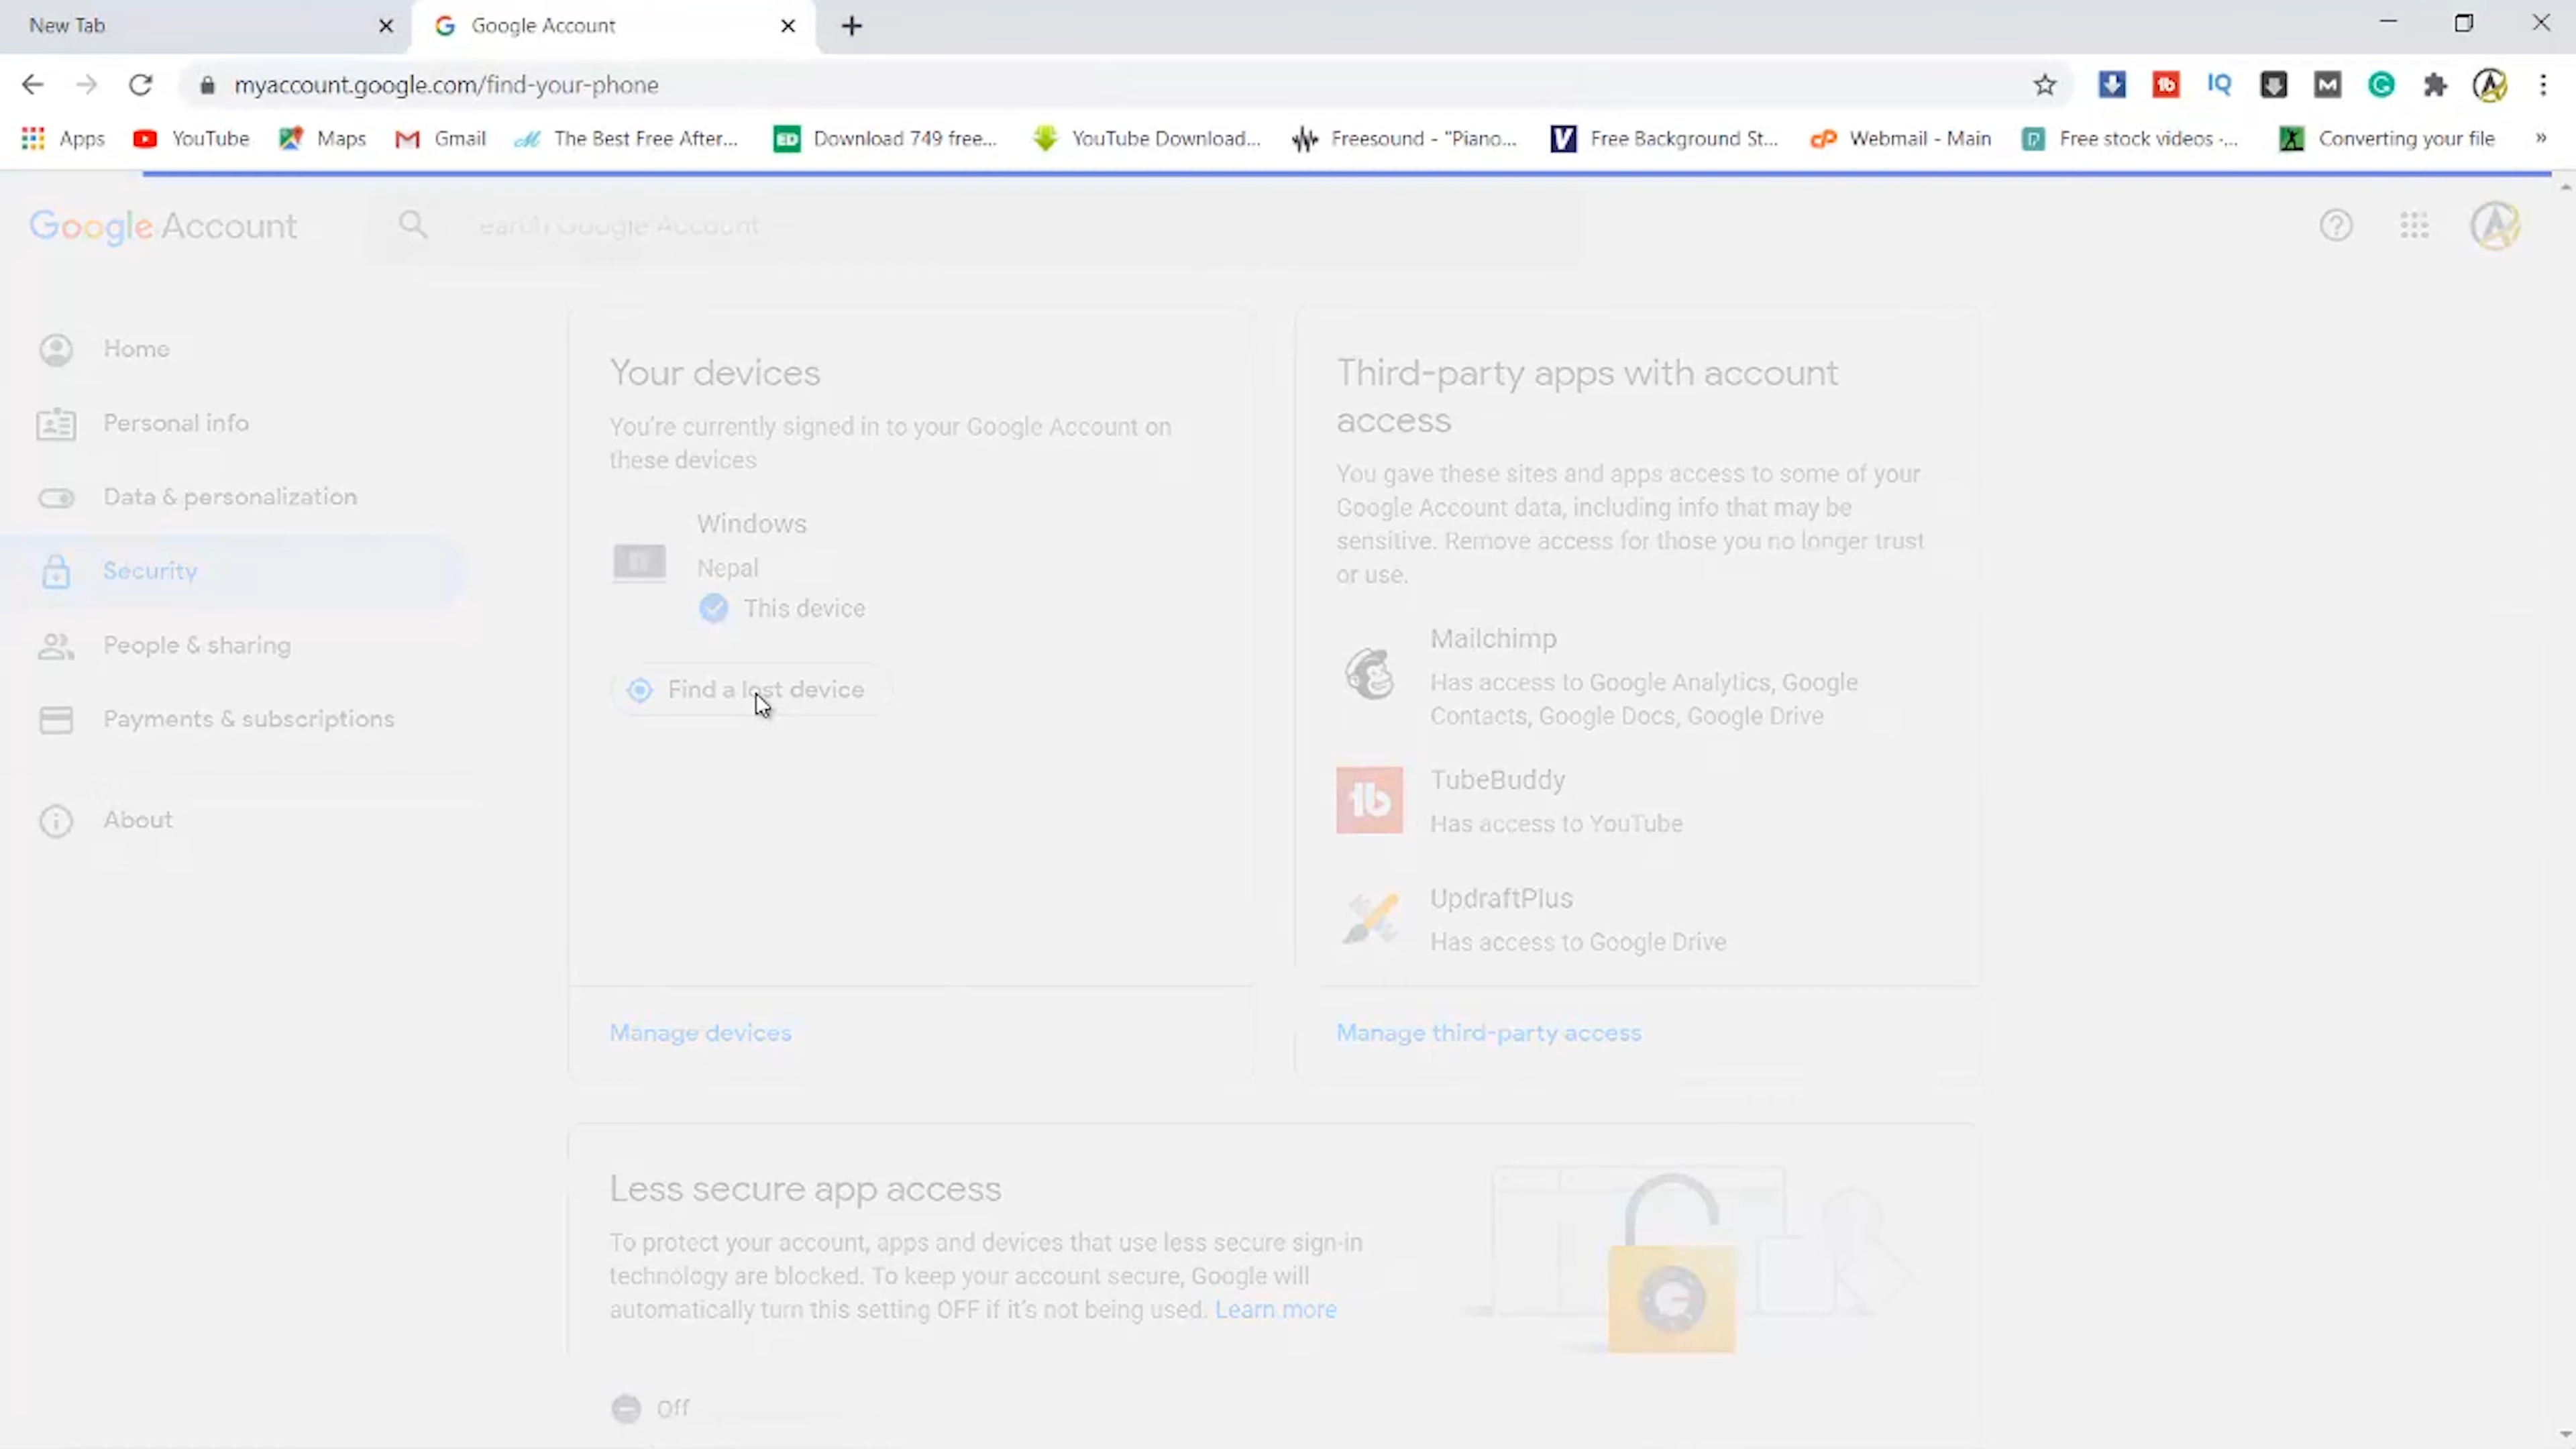 New Tab
Google Account
myaccount.google.com/find-your-phone
IQ
Apps
YouTube
Maps
Gmail
The Best Free After...
ED
Download 749 free...
YouTube Download...
Freesound - "Piano...
Free Background St...
Webmail - Main
Free stock videos -...
Converting your file
»
Google Account
earch Google Account
Home
Personal info
Data & personalization
Security
People & sharing
Payments & subscriptions
About
Your devices
You're currently signed in to your Google Account on
these devices
Windows
Nepal
This device
Find a lost device
Manage devices
Third-party apps with account
access
You gave these sites and apps access to some of your
Google Account data, including info that may be
sensitive. Remove access for those you no longer trust
or use.
Mailchimp
Has access to Google Analytics, Google
Contacts, Google Docs, Google Drive
TubeBuddy
Has access to YouTube
UpdraftPlus
Has access to Google Drive
Manage third-party access
Less secure app access
To protect your account, apps and devices that use less secure sign-in
technology are blocked. To keep your account secure, Google will
automatically turn this setting OFF if it's not being used. Learn more
Off